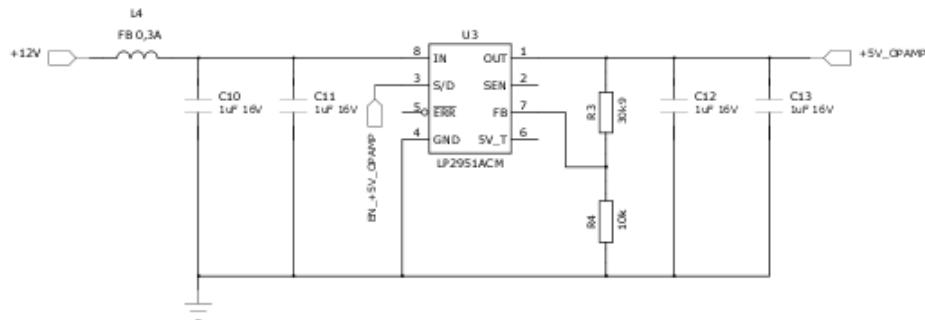 L4
FB 0,3A
+12V
C10
1uF 16V
C11
1uF 16V
U3
8 IN OUT 1
3 S/D SEN 2
5 ERR FB 7
4 GND 5V_T 6
LP2951ACM
EN_+5V_OPAMP
R3
30k9
R4
10k
C12
1uF 16V
C13
1uF 16V
+5V_OPAMP